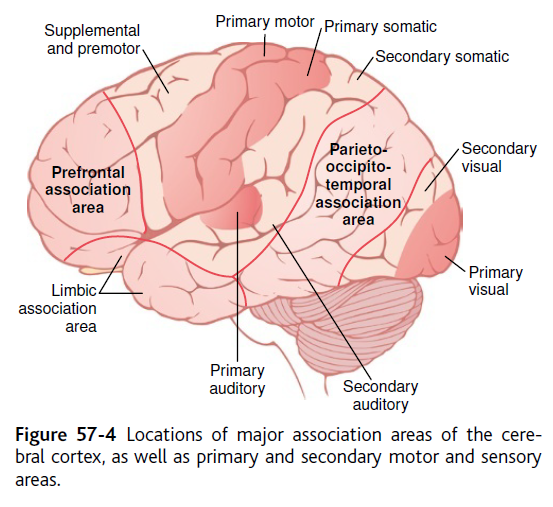 Supplemental
and premotor
Primary motor
Primary somatic
Secondary somatic
Prefrontal
association
area
Parieto-
occipito-
temporal
association
area
Secondary
visual
Primary
visual
Limbic
association
area
Primary
auditory
Secondary
auditory
Figure 57-4 Locations of major association areas of the cere-
bral cortex, as well as primary and secondary motor and sensory
areas.